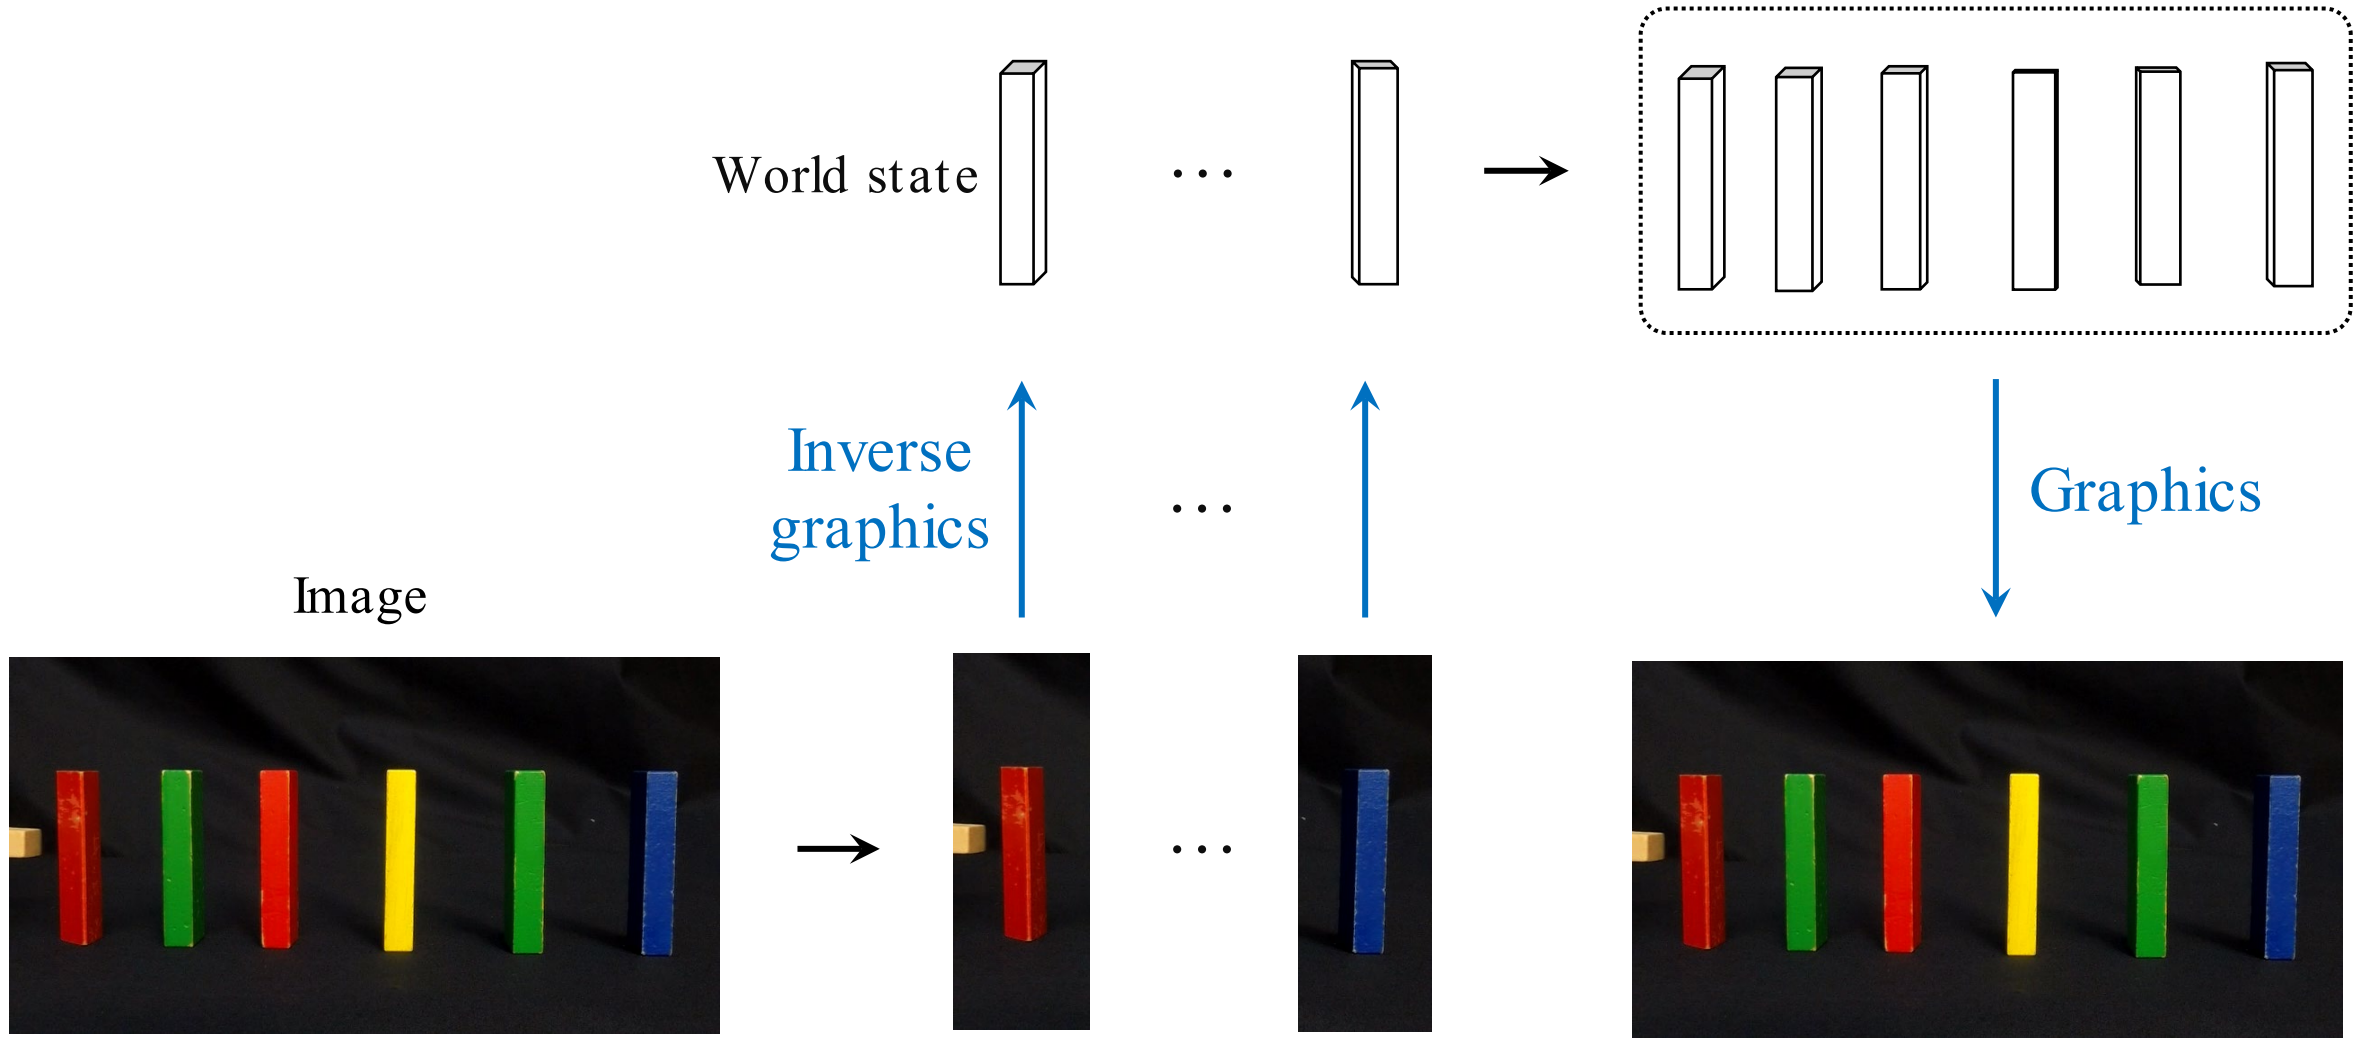 World state
...
...
Inverse
graphics
...
Graphics
Image
...